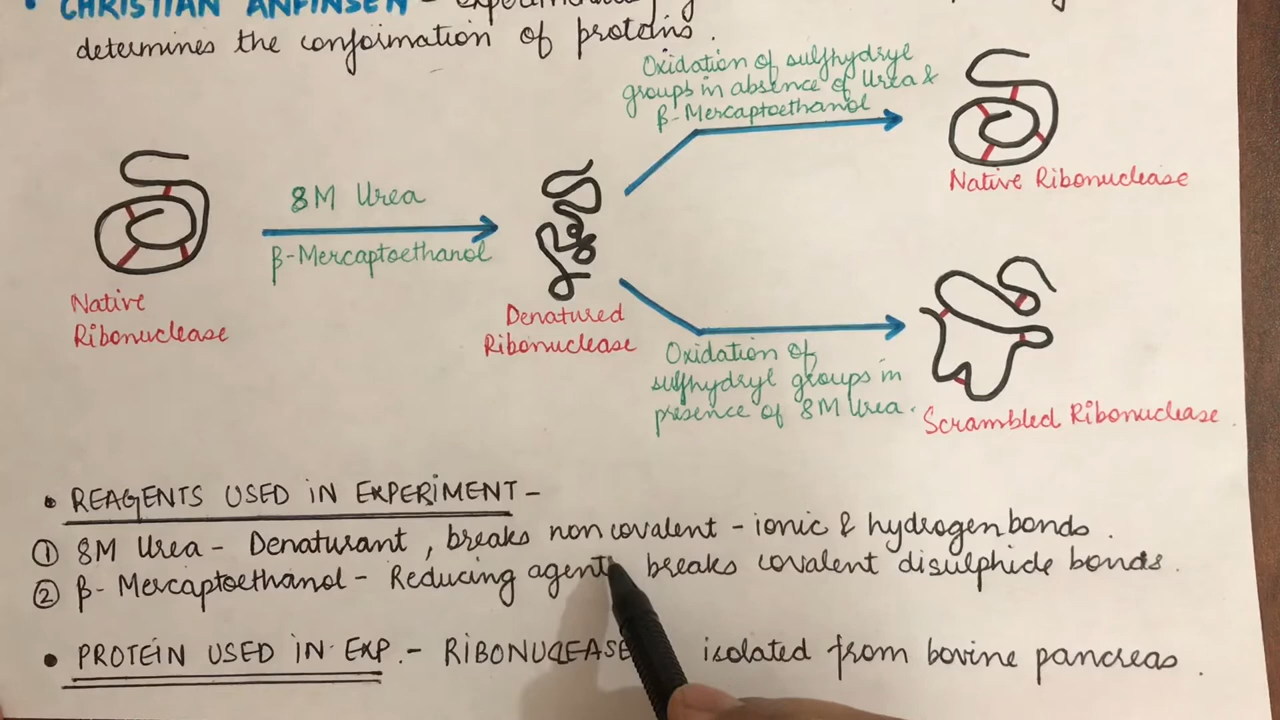 • CHRISTIAN ANFINSEN -
determines the conformation of proteins.
Oxidation of sulfhydryl
groups in absence of Urea &
β-Mercaptoethanol
Native Ribonuclease
8M Urea
β-Mercaptoethanol
Native
Ribonuclease
Denatured
Ribonuclease
Oxidation of
sulfhydryl groups in
presence of 8M Urea.
Scrambled Ribonuclease
• REAGENTS USED IN EXPERIMENT -
① 8M Urea - Denaturant, breaks non covalent - ionic & hydrogen bonds.
② β-Mercaptoethanol - Reducing agent breaks covalent disulphide bonds.
• PROTEIN USED IN EXP. - RIBONUCLEASE isolated from bovine pancreas.